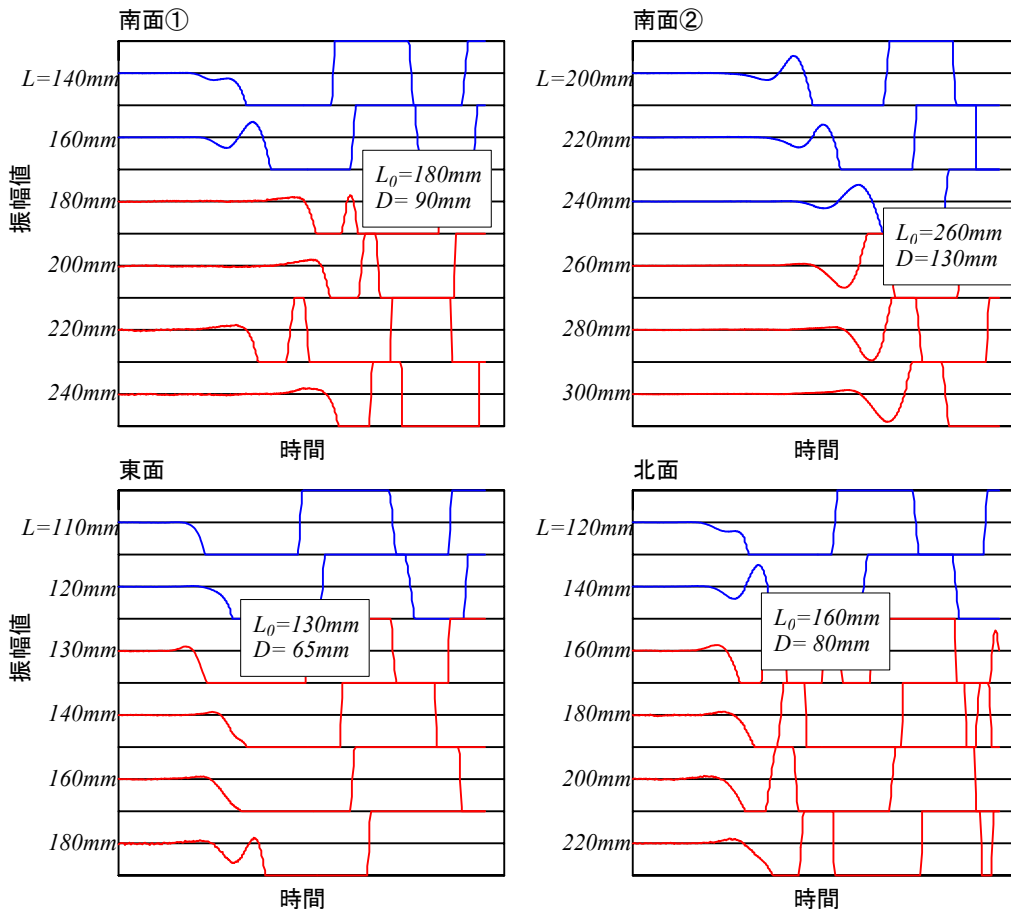 南面①
振幅値
L=140mm
160mm
180mm
200mm
220mm
240mm
L₀=180mm
D= 90mm
時間
南面②
L=200mm
220mm
240mm
260mm
280mm
300mm
L₀=260mm
D=130mm
時間
東面
振幅値
L=110mm
120mm
130mm
140mm
160mm
180mm
L₀=130mm
D= 65mm
時間
北面
L=120mm
140mm
160mm
180mm
200mm
220mm
L₀=160mm
D= 80mm
時間